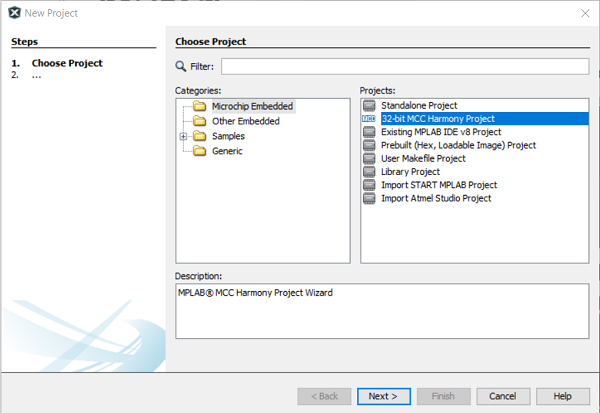 New Project
Steps
1. Choose Project
2. ...
Choose Project
Filter:
Categories:
Microchip Embedded
Other Embedded
Samples
Generic
Projects:
Standalone Project
32-bit MCC Harmony Project
Existing MPLAB IDE v8 Project
Prebuilt (Hex, Loadable Image) Project
User Makefile Project
Library Project
Import START MPLAB Project
Import Atmel Studio Project
Description:
MPLAB® MCC Harmony Project Wizard
< Back
Next >
Finish
Cancel
Help